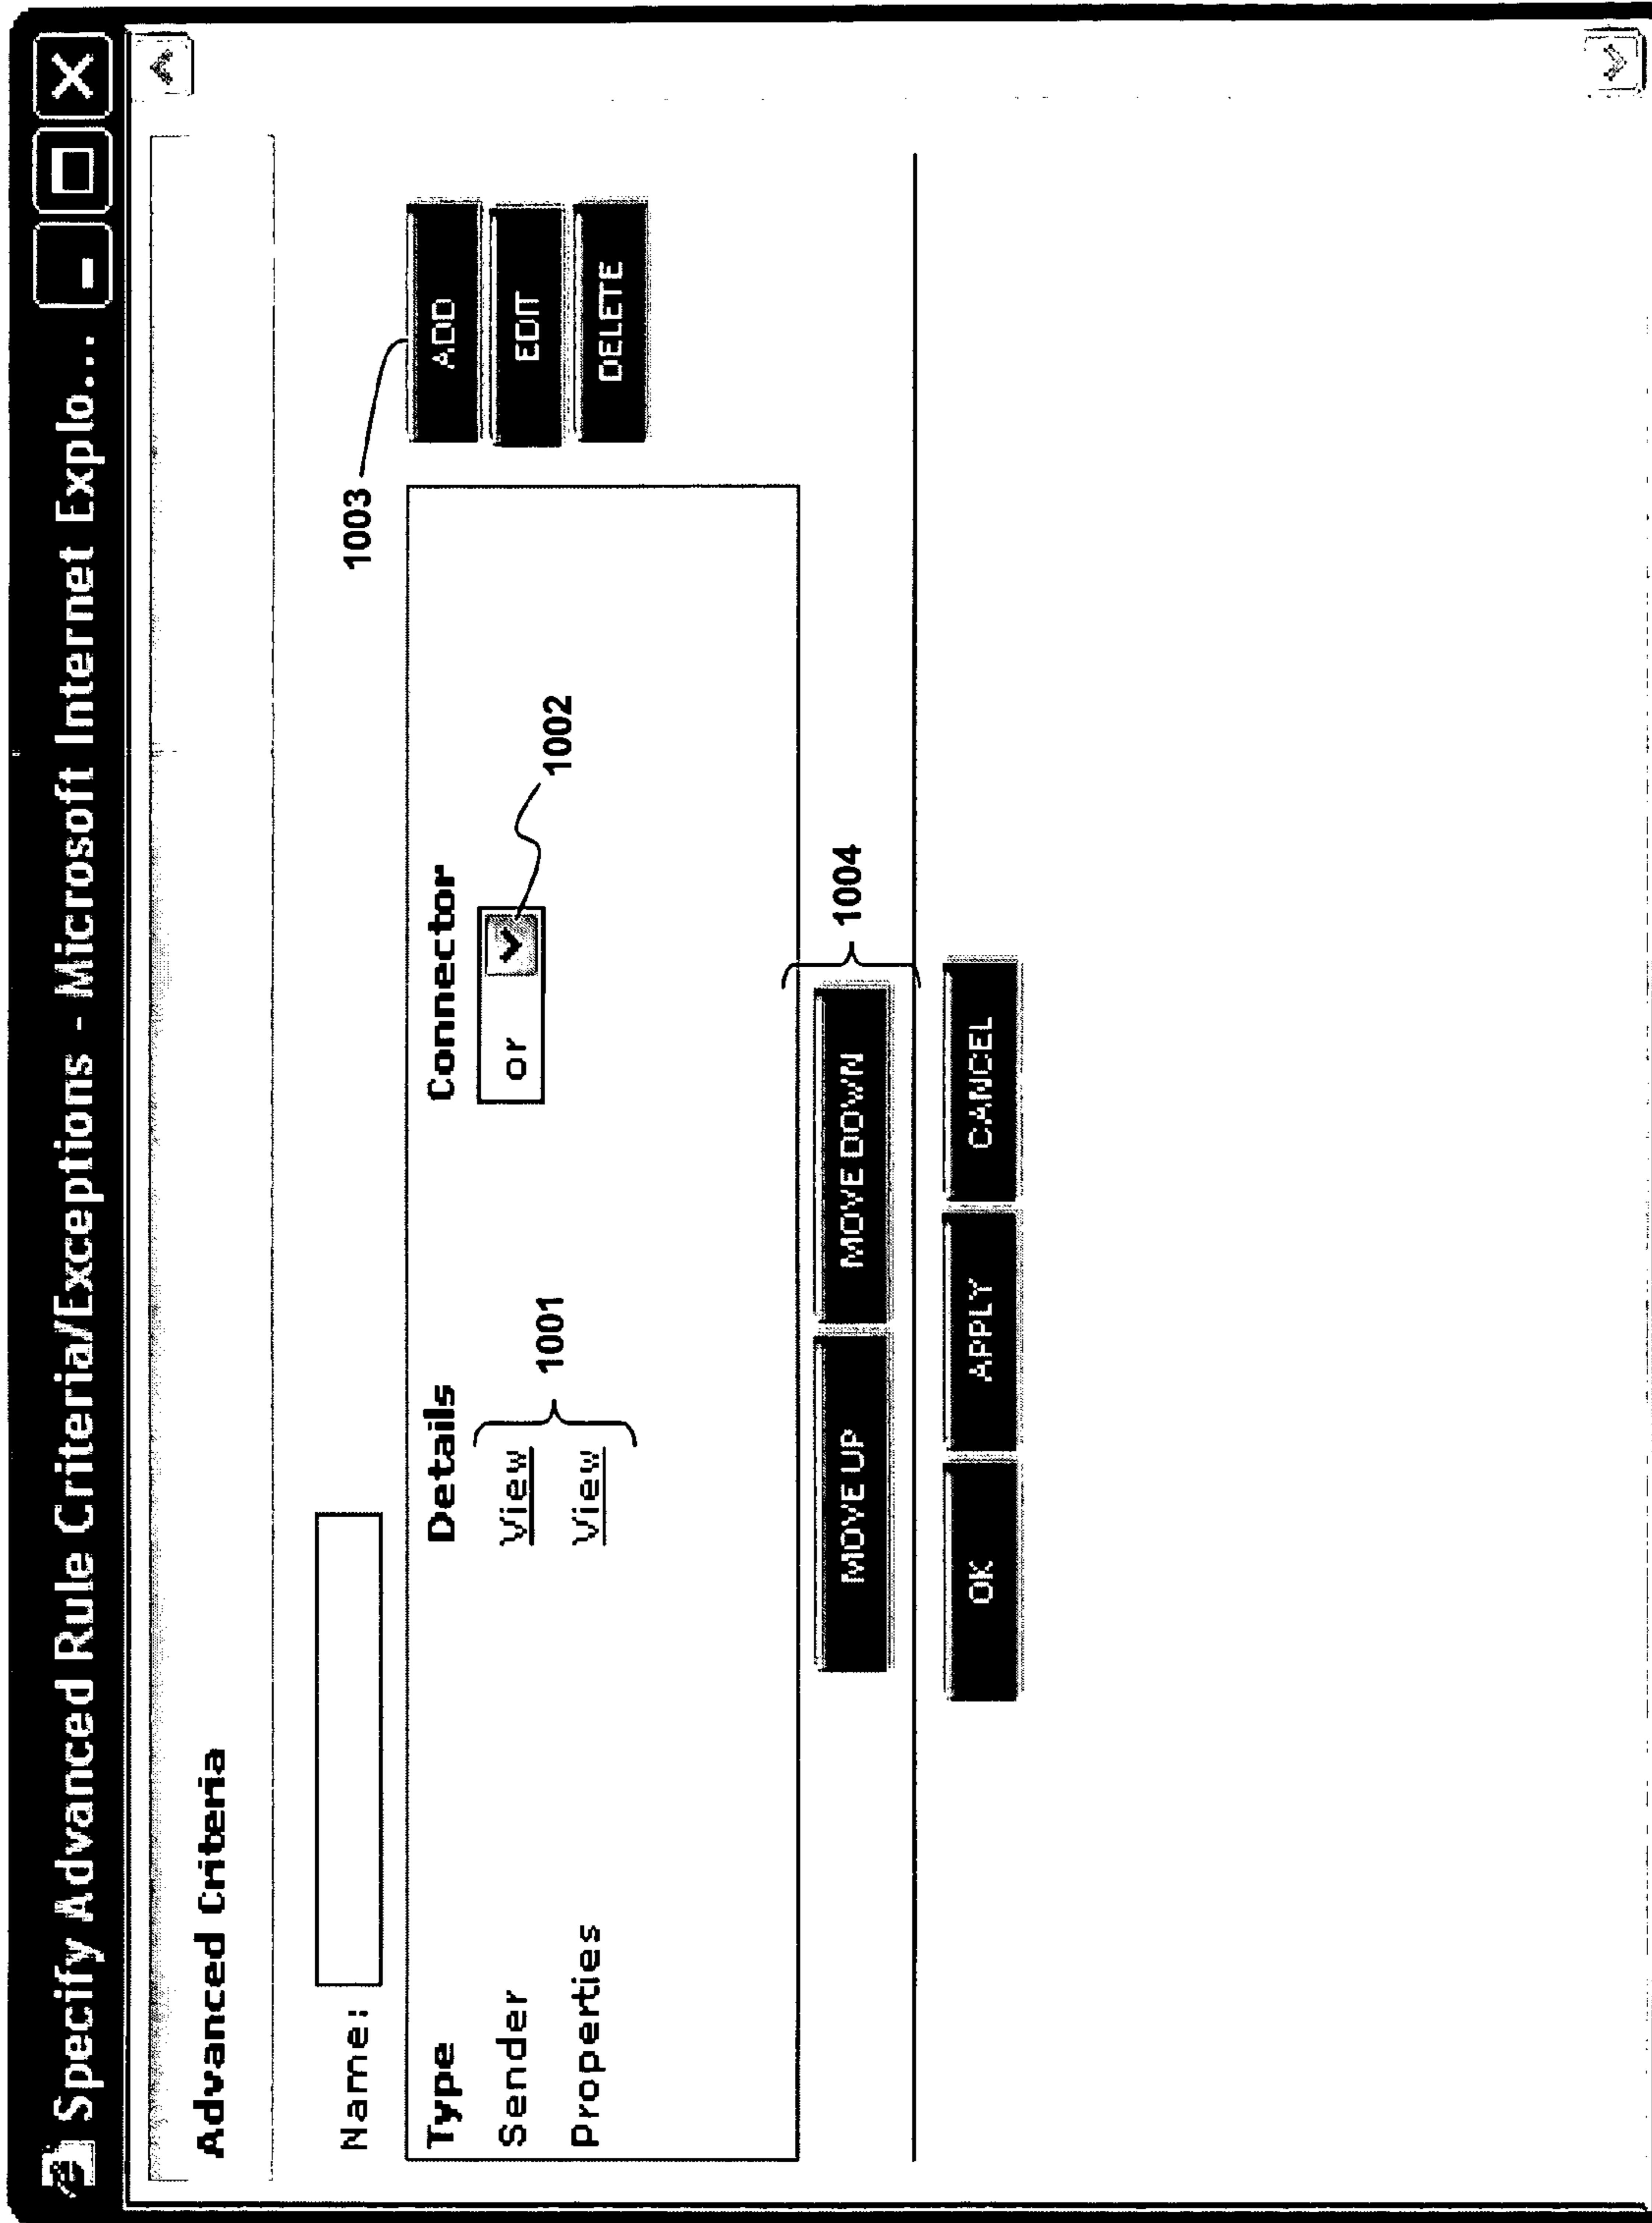 Specify Advanced Rule Criteria/Exceptions - Microsoft Internet Explo...
Advanced Criteria
Name:
1003
Type Details Connector
ADD
Sender View or
EDIT
1001
1002
Properties View
DELETE
MOVE UP MOVE DOWN
1004
OK APPLY CANCEL